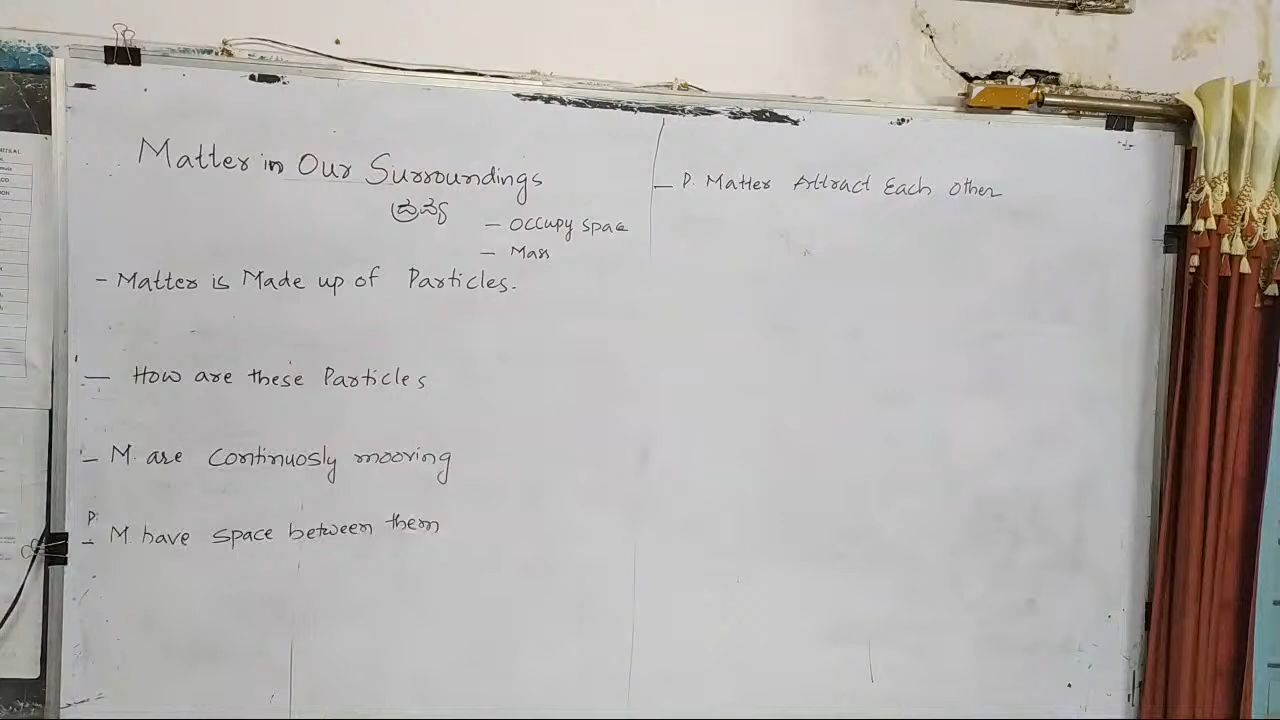 Matter in Our Surroundings
ద్రవ్య
- Occupy space
- Mass
- Matter is Made up of Particles.
- How are these Particles
- M. are continuosly mooving
P.
- M. have space between them
- P. Matter Attract Each Other